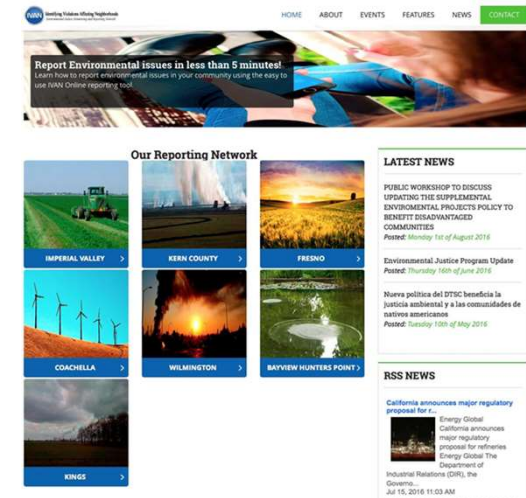 IVAN Identifying Violations Affecting Neighborhoods
HOME ABOUT EVENTS FEATURES NEWS CONTACT
Report Environmental issues in less than 5 minutes!
Learn how to report environmental issues in your community using the easy to
use IVAN Online reporting tool
Our Reporting Network
IMPERIAL VALLEY >
KERN COUNTY >
FRESNO >
COACHELLA >
WILMINGTON >
BAYVIEW HUNTERS POINT >
KINGS >
LATEST NEWS
PUBLIC WORKSHOP TO DISCUSS
UPDATING THE SUPPLEMENTAL
ENVIROMENTAL PROJECTS POLICY TO
BENEFIT DISADVANTAGED
COMMUNITIES
Posted: Monday 1st of August 2016
Environmental Justice Program Update
Posted: Thursday 16th of June 2016
Nueva política del DTSC beneficia la
justicia ambiental y a las comunidades de
nativos americanos
Posted: Tuesday 10th of May 2016
RSS NEWS
California announces major regulatory
proposal for r...
Energy Global
California announces
major regulatory
proposal for refineries
Energy Global The
Department of
Industrial Relations (DIR), the
Governo...
Jul 15, 2016 11:03 AM